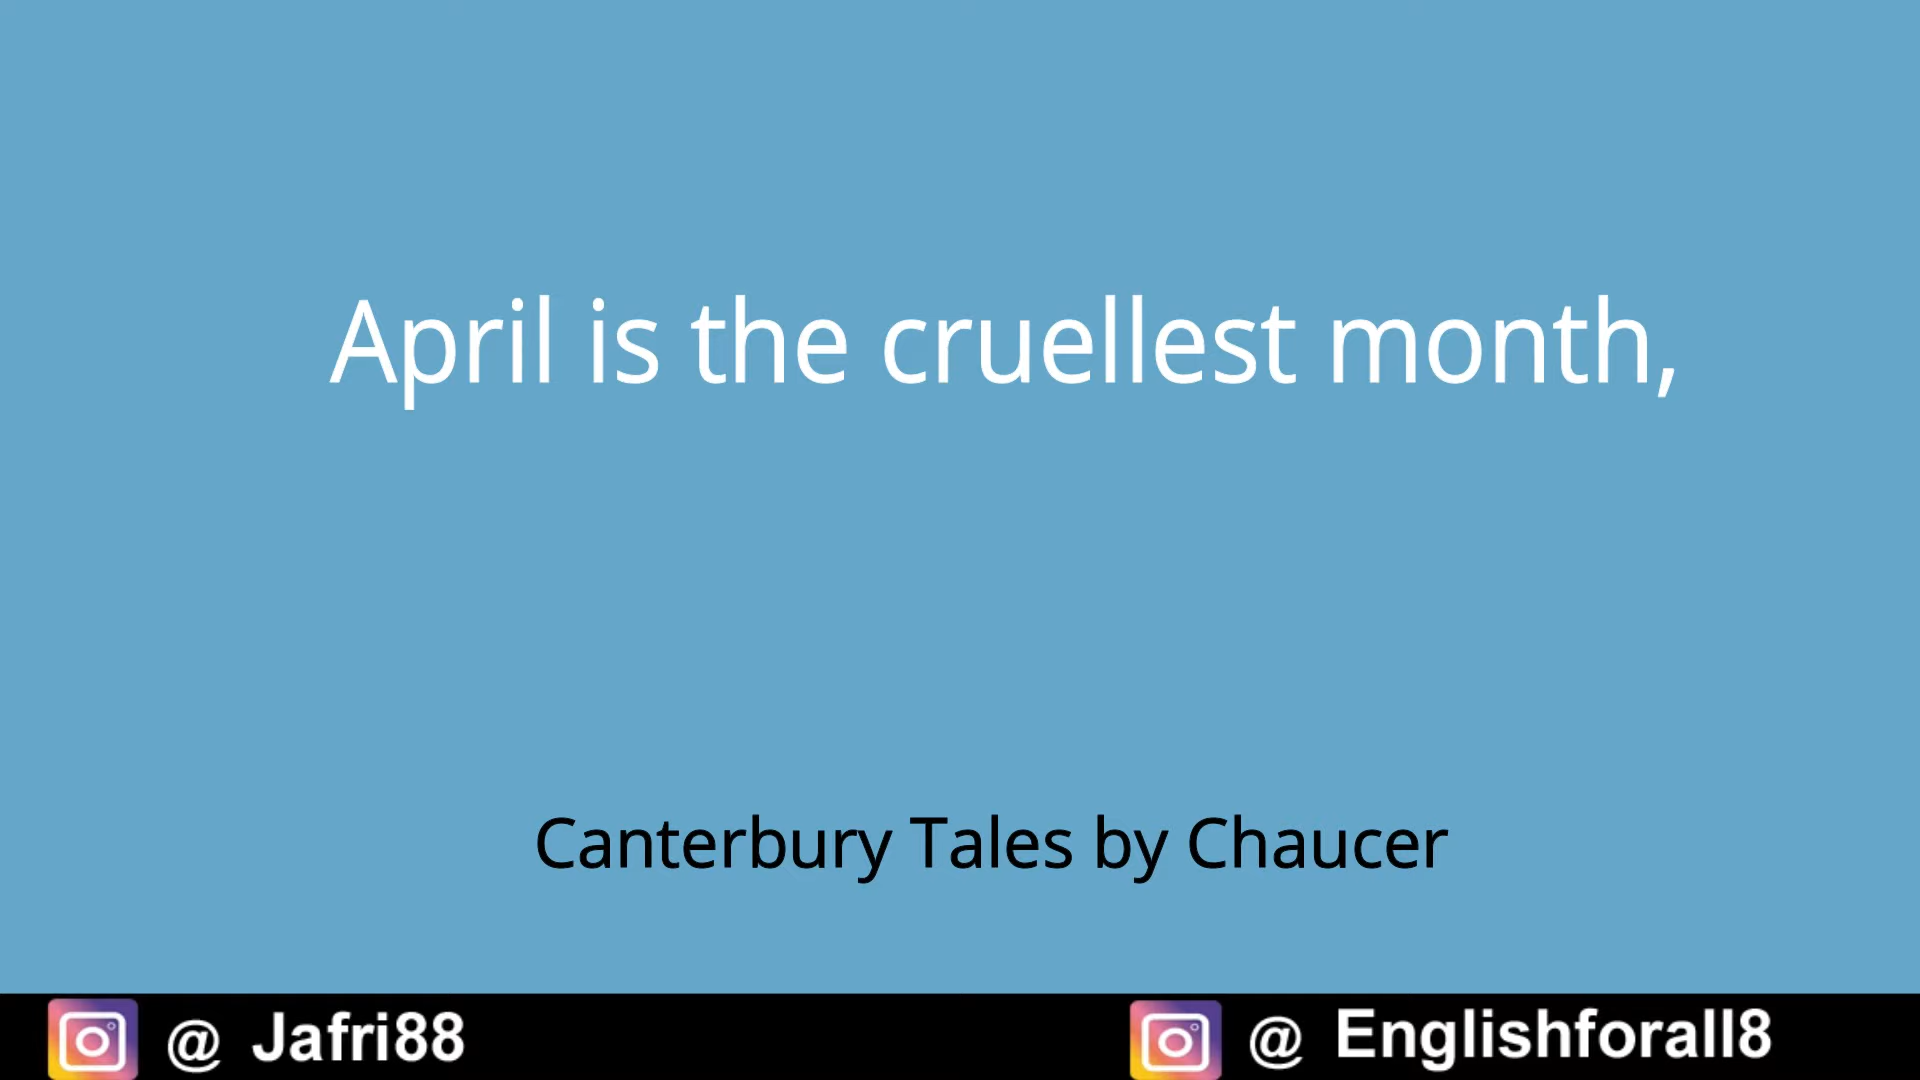 April is the cruellest month,
Canterbury Tales by Chaucer
@ Jafri88
@ Englishforall8